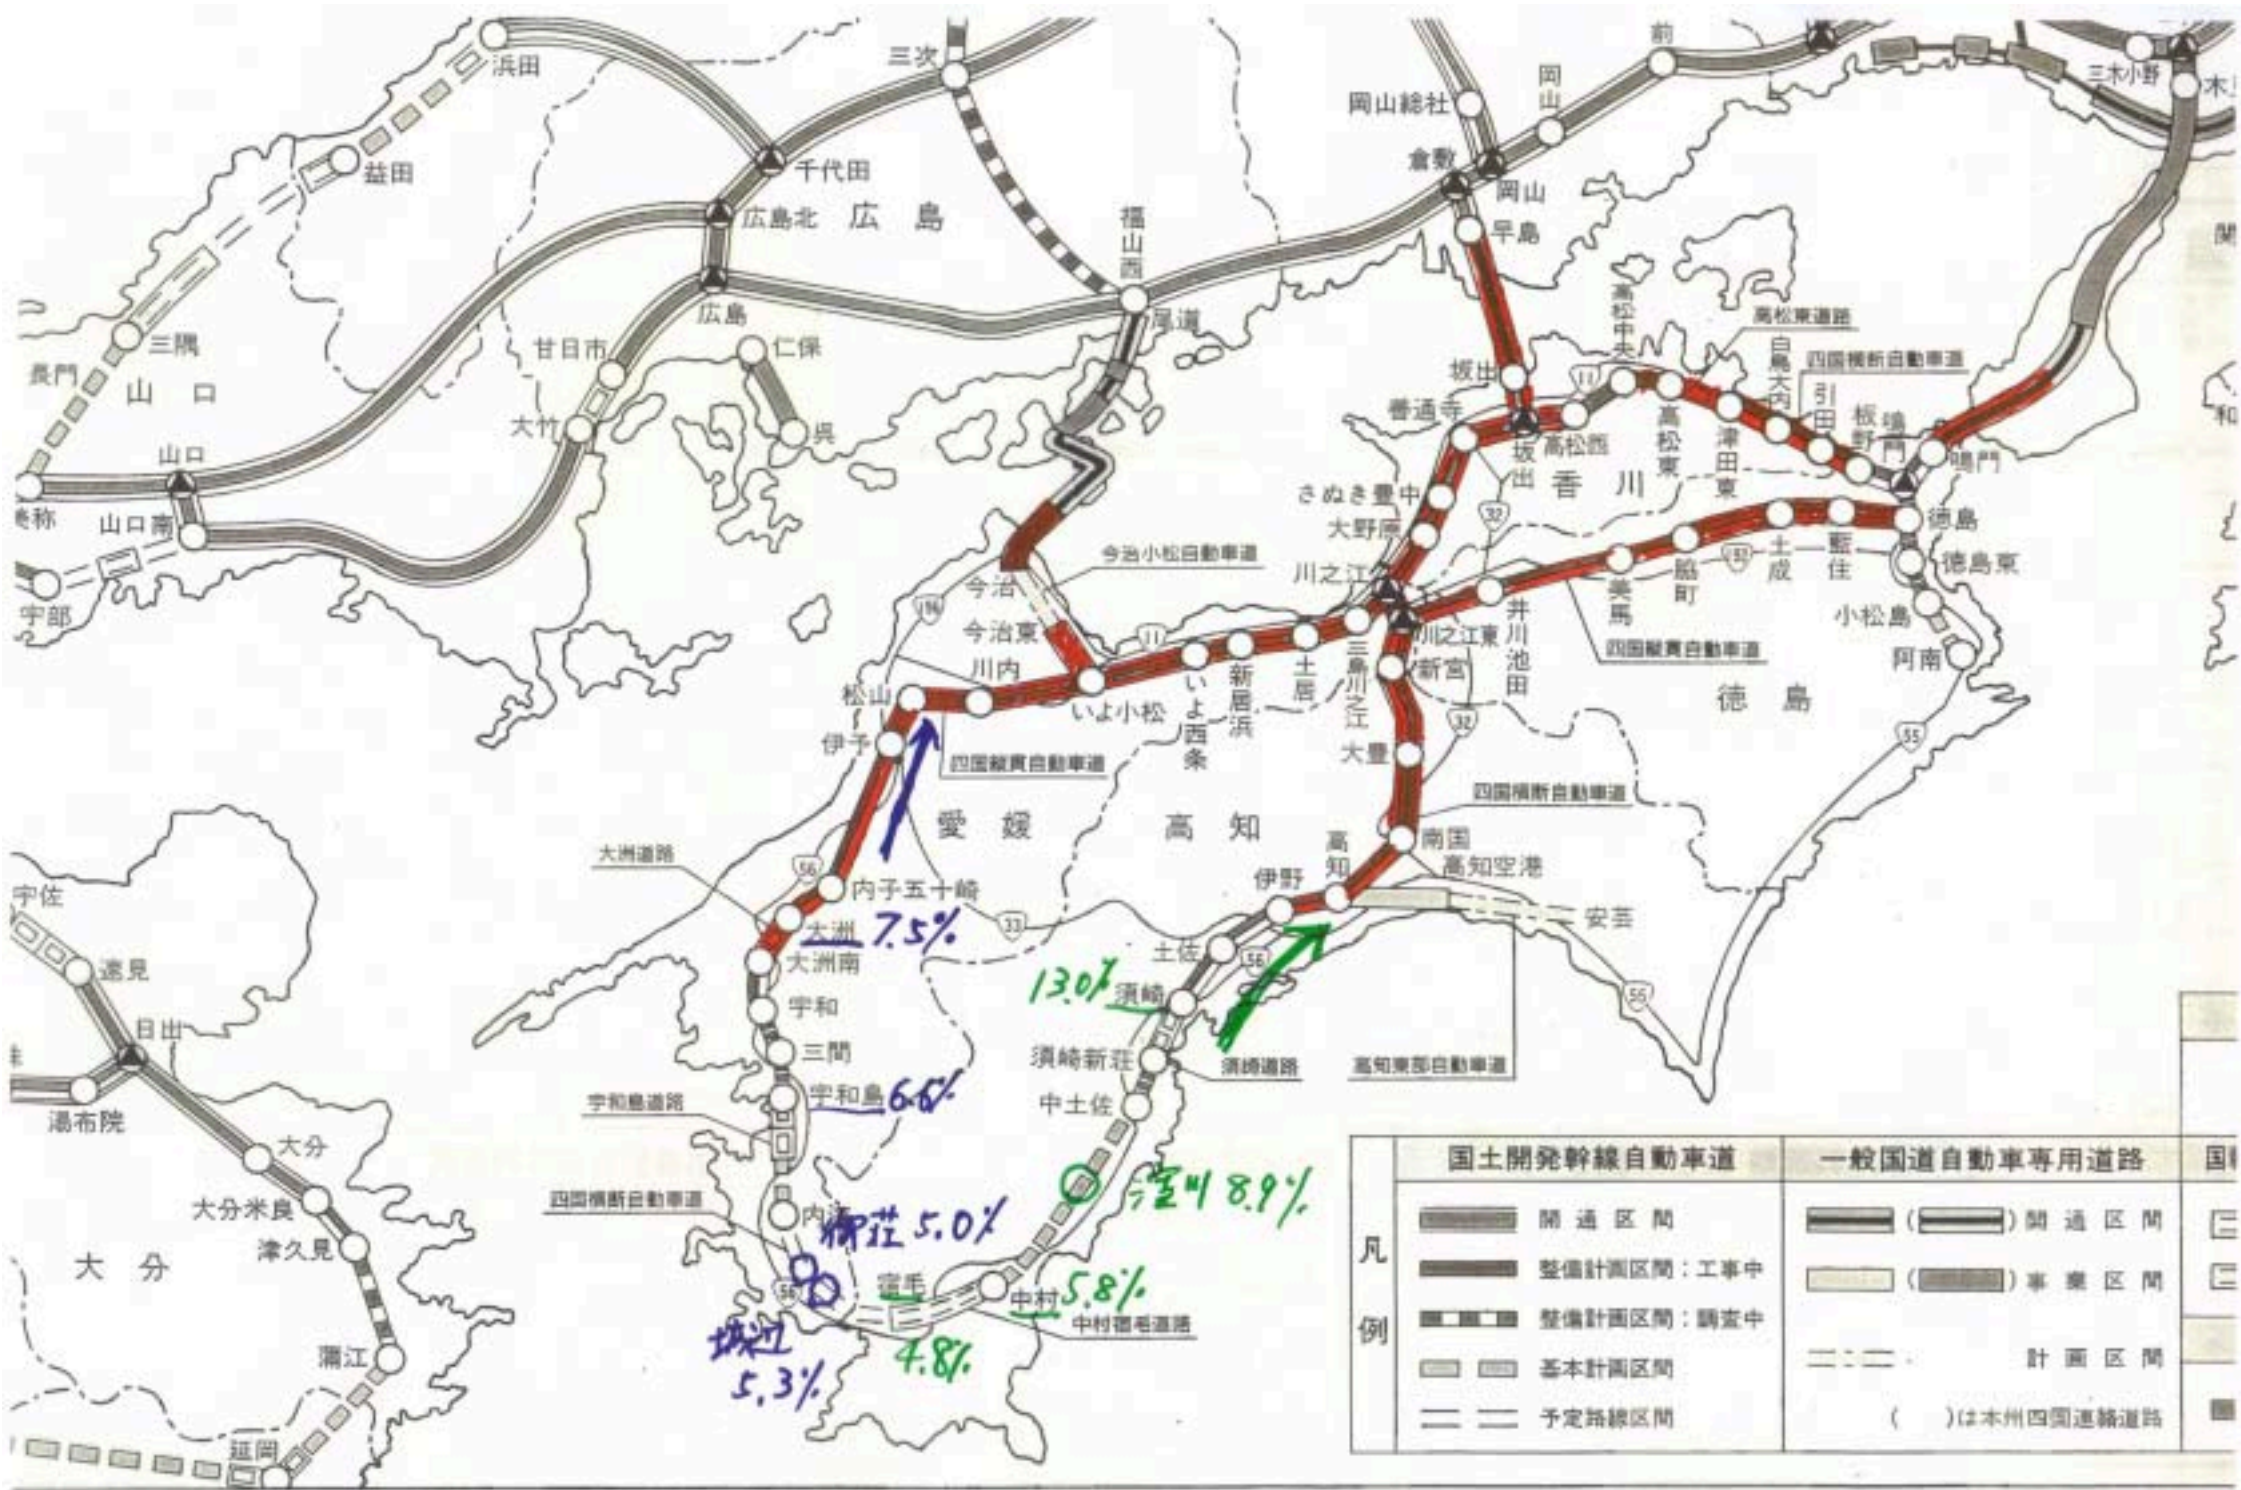 浜田
三次
前
三木小野
益田
岡山総社
岡山
千代田
広島北
広島
倉敷
岡山
早島
福山西
尾道
三隅
長門
山口
広島
廿日市
仁保
大竹
呉
高松中央
高松東道路
白鳥大内
四国横断自動車道
坂出
11
善通寺
引田
板野
鳴門
鳴門
坂出
高松西
高松東
津田東
香川
山口
山口南
さぬき豊中
大野原
32
徳島
192
土成
藍住
徳島東
宇部
今治
今治小松自動車道
川之江
美馬
脇町
小松島
196
今治東
11
川之江東
井川池田
四国縦貫自動車道
阿南
川内
松山
いよ小松
いよ西条
新居浜
土居
三島川之江
新宮
徳島
伊予
四国縦貫自動車道
32
大豊
55
四国横断自動車道
愛媛
高知
大洲道路
56
高知
南国
高知空港
内子五十崎
伊野
宇佐
大洲 7.5%
33
安芸
大洲南
土佐
56
速見
13.0%
須崎
55
宇和
日出
三間
須崎新荘
須崎道路
高知東部自動車道
宇和島道路
宇和島 6.6%
中土佐
湯布院
大分
窪川 8.9%
大分米良
四国横断自動車道
内海
御荘 5.0%
津久見
大分
56
宿毛
中村 5.8%
中村宿毛道路
城辺
5.3%
4.8%
蒲江
延岡
凡例
国土開発幹線自動車道
開通区間
整備計画区間:工事中
整備計画区間:調査中
基本計画区間
予定路線区間
一般国道自動車専用道路
( )開通区間
( )事業区間
計画区間
( )は本州四国連絡道路